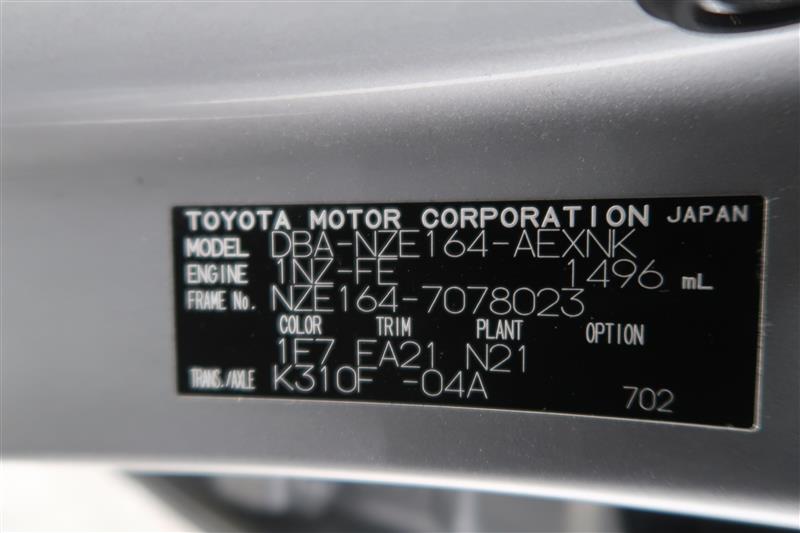 TOYOTA MOTOR CORPORATION JAPAN
MODEL DBA-NZE164-AEXNK
ENGINE 1NZ-FE 1496 mL
FRAME No. NZE164-7078023
COLOR TRIM PLANT OPTION
1E7 FA21 N21
TRANS./AXLE K310F -04A
702